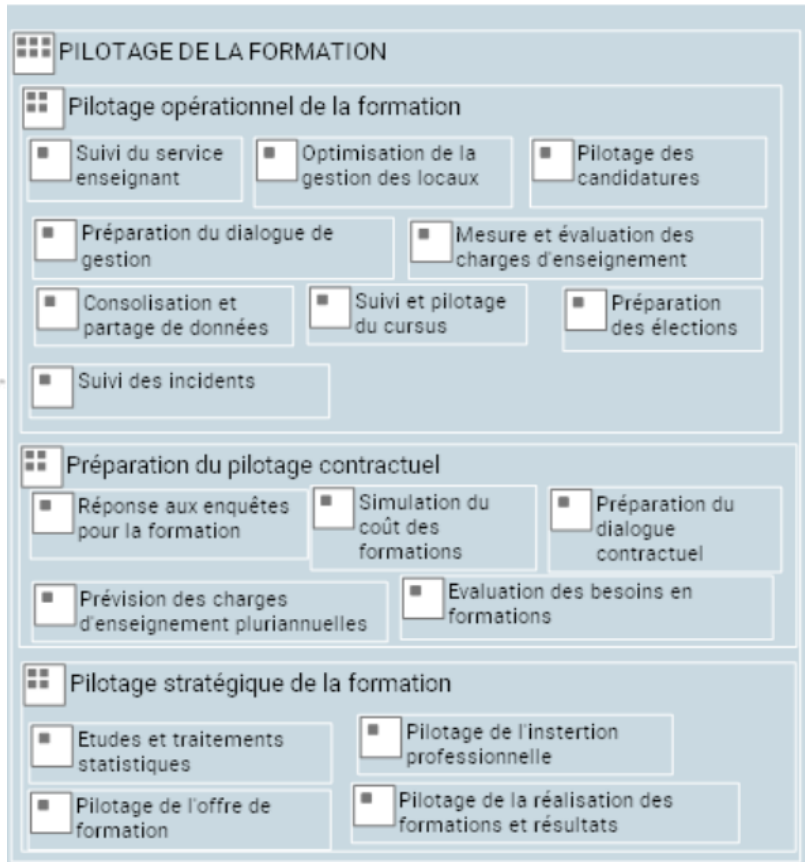 PILOTAGE DE LA FORMATION
Pilotage opérationnel de la formation
Suivi du service
enseignant
Optimisation de la
gestion des locaux
Pilotage des
candidatures
Préparation du dialogue de
gestion
Mesure et évaluation des
charges d'enseignement
Consolisation et
partage de données
Suivi et pilotage
du cursus
Préparation
des élections
Suivi des incidents
Préparation du pilotage contractuel
Réponse aux enquêtes
pour la formation
Simulation du
coût des
formations
Préparation du
dialogue
contractuel
Prévision des charges
d'enseignement pluriannuelles
Evaluation des besoins en
formations
Pilotage stratégique de la formation
Etudes et traitements
statistiques
Pilotage de l'instertion
professionnelle
Pilotage de l'offre de
formation
Pilotage de la réalisation des
formations et résultats